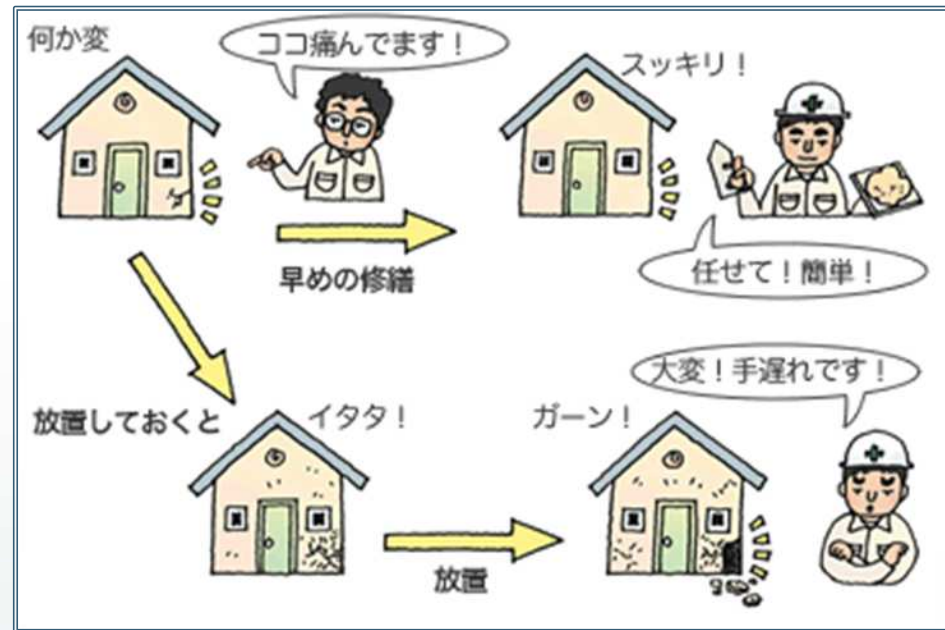 何か変
ココ痛んでます！
スッキリ！
早めの修繕
任せて！簡単！
放置しておくと
イタタ！
ガーン！
大変！手遅れです！
放置